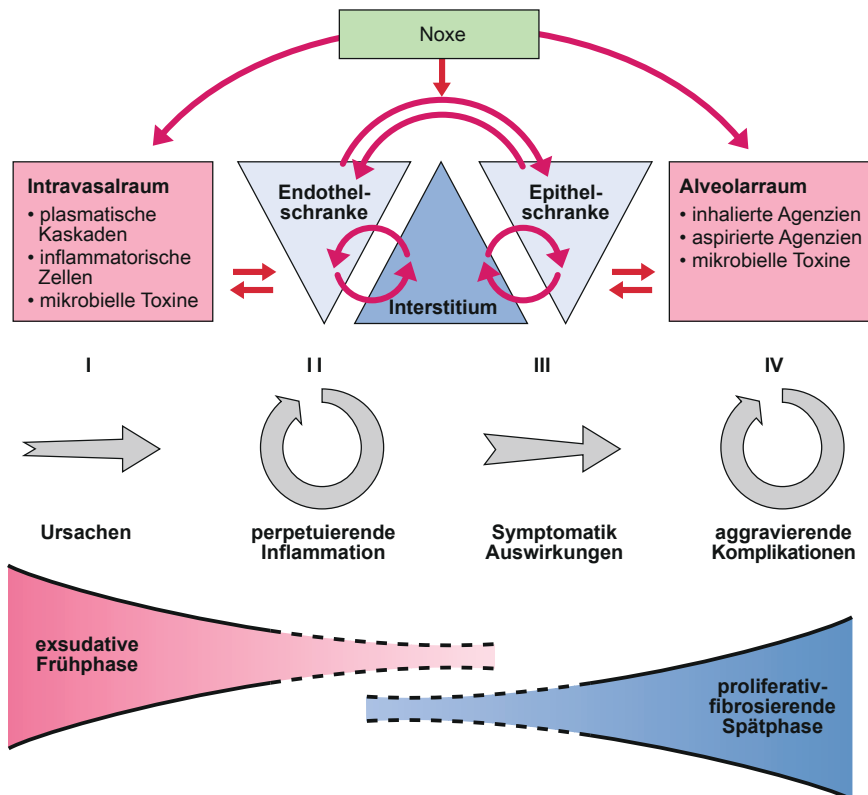 Noxe
Intravasalraum
• plasmatische
Kaskaden
• inflammatorische
Zellen
• mikrobielle Toxine
Endothel-
schranke
Interstitium
Epithel-
schranke
Alveolarraum
• inhalierte Agenzien
• aspirierte Agenzien
• mikrobielle Toxine
I
II
III
IV
Ursachen
perpetuierende
Inflammation
Symptomatik
Auswirkungen
aggravierende
Komplikationen
exsudative
Frühphase
proliferativ-
fibrosierende
Spätphase